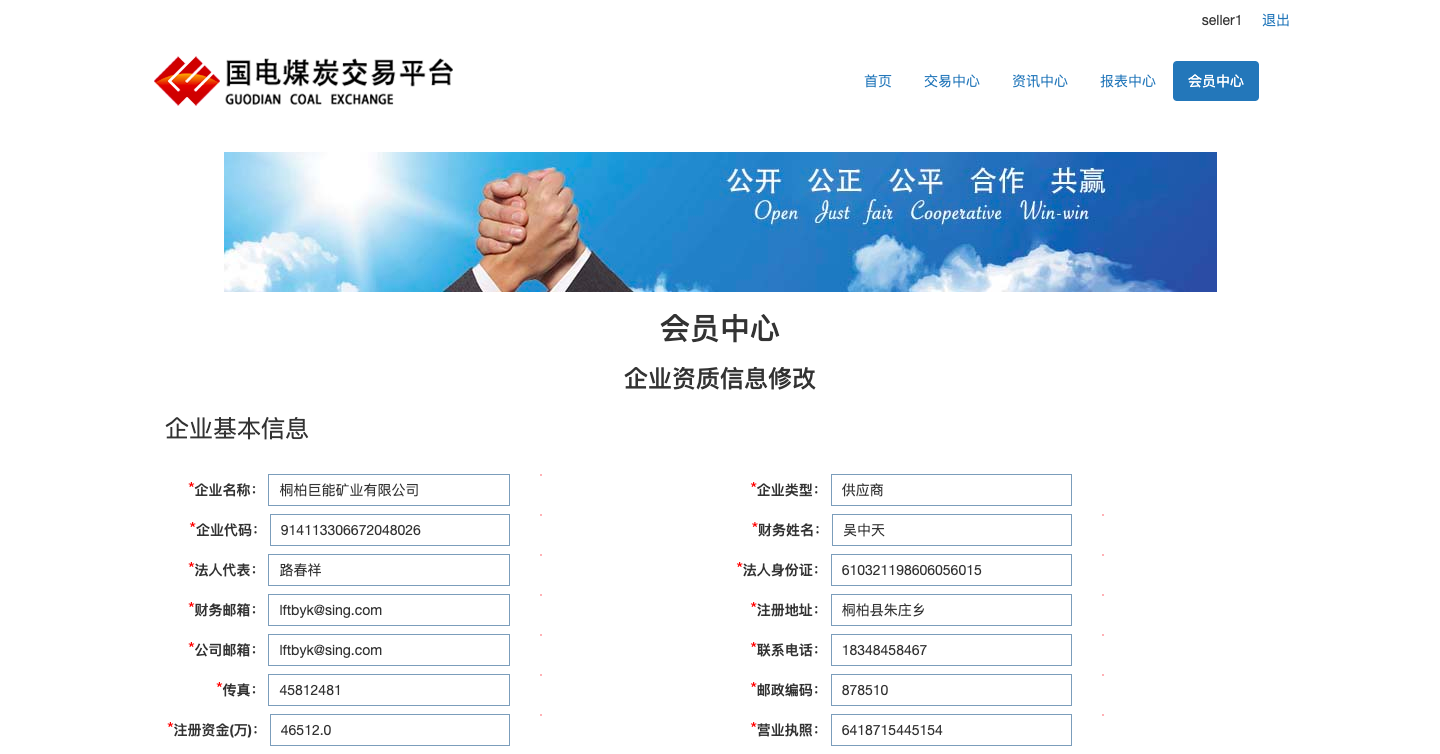 seller1 退出
国电煤炭交易平台
GUODIAN COAL EXCHANGE
首页 交易中心 资讯中心 报表中心 会员中心
公开 公正 公平 合作 共赢
Open Just fair Cooperative Win-win
会员中心
企业资质信息修改
企业基本信息
*企业名称： 桐柏巨能矿业有限公司 *企业类型： 供应商
*企业代码： 914113306672048026 *财务姓名： 吴中天
*法人代表： 路春祥 *法人身份证： 610321198606056015
*财务邮箱： lftbyk@sing.com *注册地址： 桐柏县朱庄乡
*公司邮箱： lftbyk@sing.com *联系电话： 18348458467
*传真： 45812481 *邮政编码： 878510
*注册资金(万)： 46512.0 *营业执照： 6418715445154